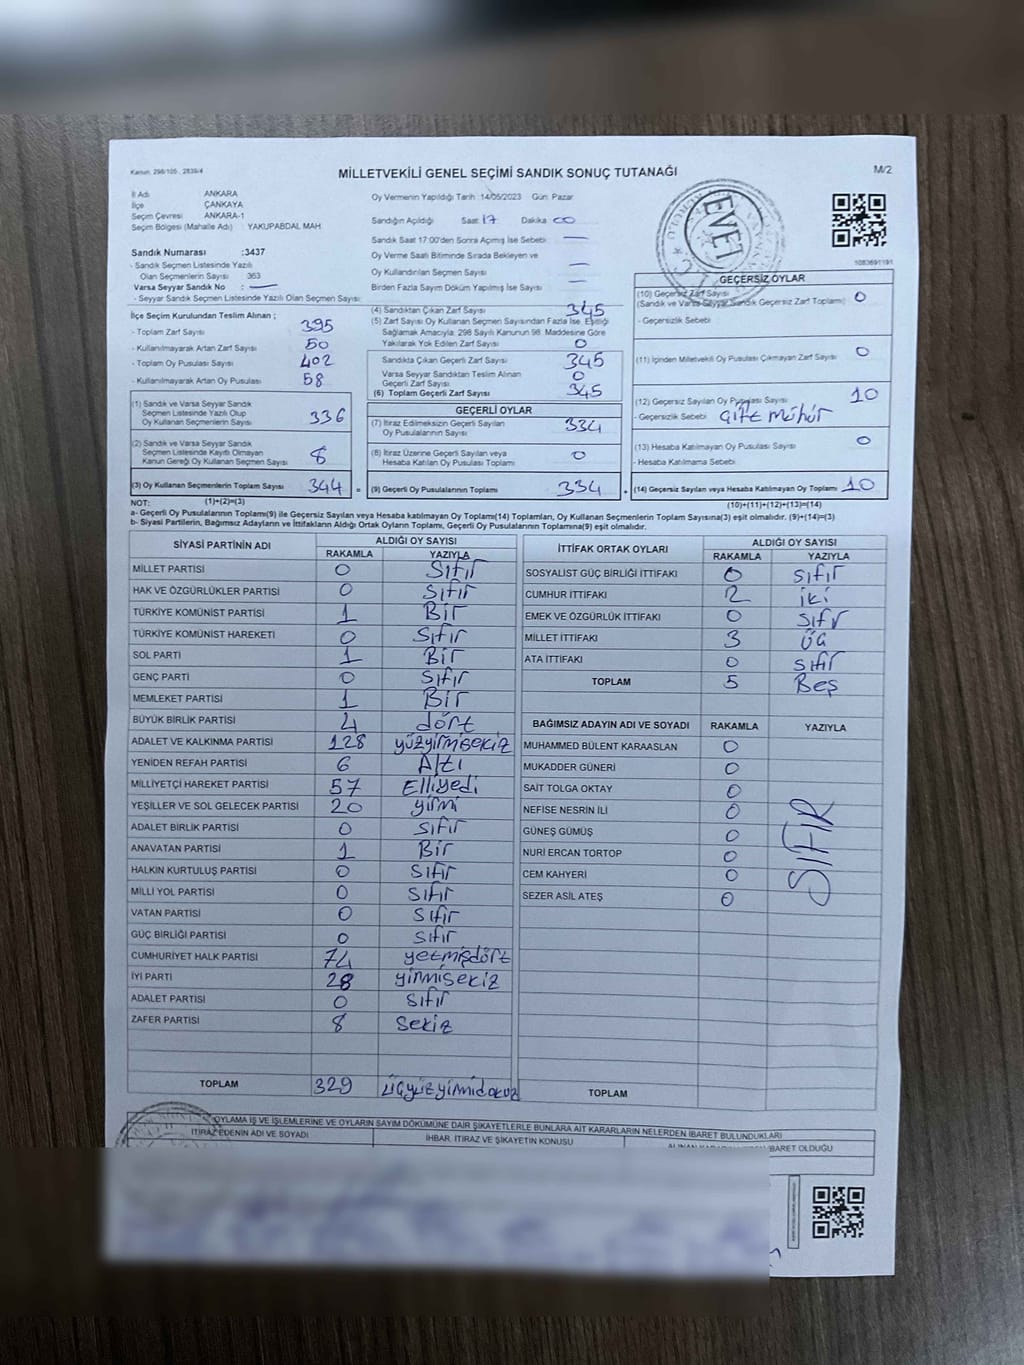 Kanun: 298/105 , 2839/4
MİLLETVEKİLİ GENEL SEÇİMİ SANDIK SONUÇ TUTANAĞI
M/2
İl Adı ANKARA
İlçe ÇANKAYA
Seçim Çevresi ANKARA-1
Seçim Bölgesi (Mahalle Adı) : YAKUPABDAL MAH
Sandık Numarası :3437
- Sandık Seçmen Listesinde Yazılı
Olan Seçmenlerin Sayısı 363
Varsa Seyyar Sandık No : —
- Seyyar Sandık Seçmen Listesinde Yazılı Olan Seçmen Sayısı:
İlçe Seçim Kurulundan Teslim Alınan ;
- Toplam Zarf Sayısı 395
- Kullanılmayarak Artan Zarf Sayısı 50
- Toplam Oy Pusulası Sayısı 402
- Kullanılmayarak Artan Oy Pusulası 58
(1) Sandık ve Varsa Seyyar Sandık
Seçmen Listesinde Yazılı Olup
Oy Kullanan Seçmenlerin Sayısı 336
(2) Sandık ve Varsa Seyyar Sandık
Seçmen Listesinde Kayıtlı Olmayan
Kanun Gereği Oy Kullanan Seçmenlerin Sayısı 8
(3) Oy Kullanan Seçmenlerin Toplam Sayısı 344 =
Oy Vermenin Yapıldığı Tarih :14/05/2023 Gün: Pazar
Sandığın Açıldığı Saat 17 Dakika 00
Sandık Saat 17:00'den Sonra Açılmış İse Sebebi —
Oy Verme Saati Bitiminde Sırada Bekleyen ve
Oy Kullandırılan Seçmen Sayısı —
Birden Fazla Sayım Döküm Yapılmış İse Sayısı —
(4) Sandıktan Çıkan Zarf Sayısı 345
(5) Zarf Sayısı Oy Kullanan Seçmen Sayısından Fazla İse, Eşitliği
Sağlamak Amacıyla; 298 Sayılı Kanunun 98. Maddesine Göre
Yakılarak Yok Edilen Zarf Sayısı 0
Sandıkta Çıkan Geçerli Zarf Sayısı 345
Varsa Seyyar Sandıktan Teslim Alınan
Geçerli Zarf Sayısı 0
(6) Toplam Geçerli Zarf Sayısı 345
GEÇERLİ OYLAR
(7) İtiraz Edilmeksizin Geçerli Sayılan
Oy Pusulalarının Sayısı 334
(8) İtiraz Üzerine Geçerli Sayılan veya
Hesaba Katılan Oy Pusulası Toplamı 0
(9) Geçerli Oy Pusulalarının Toplamı 334 +
EVET
1083691191
GEÇERSİZ OYLAR
(10) Geçersiz Zarf Sayısı 0
(Sandık ve Varsa Seyyar Sandık Geçersiz Zarf Toplamı)
- Geçersizlik Sebebi
(11) İçinden Milletvekili Oy Pusulası Çıkmayan Zarf Sayısı 0
(12) Geçersiz Sayılan Oy Pusulası Sayısı 10
- Geçersizlik Sebebi çift mühür
(13) Hesaba Katılmayan Oy Pusulası Sayısı 0
- Hesaba Katılmama Sebebi
(14) Geçersiz Sayılan veya Hesaba Katılmayan Oy Toplamı 10
NOT: (1)+(2)=(3) (10)+(11)+(12)+(13)=(14)
a- Geçerli Oy Pusulalarının Toplamı(9) ile Geçersiz Sayılan veya Hesaba katılmayan Oy Pusulası(14) Toplamları, Oy Kullanan Seçmenlerin Toplam Sayısına(3) eşit olmalıdır. (9)+(14)=(3)
b- Siyasi Partilerin, Bağımsız Adayların ve İttifakların Aldığı Ortak Oyların Toplamı, Geçerli Oy Pusulalarının Toplamına(9) eşit olmalıdır.
SİYASİ PARTİNİN ADI ALDIĞI OY SAYISI
RAKAMLA YAZIYLA
MİLLET PARTİSİ 0 Sıfır
HAK VE ÖZGÜRLÜKLER PARTİSİ 0 Sıfır
TÜRKİYE KOMÜNİST PARTİSİ 1 Bir
TÜRKİYE KOMÜNİST HAREKETİ 0 Sıfır
SOL PARTİ 1 Bir
GENÇ PARTİ 0 Sıfır
MEMLEKET PARTİSİ 1 Bir
BÜYÜK BİRLİK PARTİSİ 4 dört
ADALET VE KALKINMA PARTİSİ 128 yüzyirmisekiz
YENİDEN REFAH PARTİSİ 6 Altı
MİLLİYETÇİ HAREKET PARTİSİ 57 Elliyedi
YEŞİLLER VE SOL GELECEK PARTİSİ 20 yirmi
ADALET BİRLİK PARTİSİ 0 sıfır
ANAVATAN PARTİSİ 1 Bir
HALKIN KURTULUŞ PARTİSİ 0 Sıfır
MİLLİ YOL PARTİSİ 0 Sıfır
VATAN PARTİSİ 0 Sıfır
GÜÇ BİRLİĞİ PARTİSİ 0 sıfır
CUMHURİYET HALK PARTİSİ 74 yetmişdört
İYİ PARTİ 28 yirmisekiz
ADALET PARTİSİ 0 sıfır
ZAFER PARTİSİ 8 Sekiz
TOPLAM 329 üçyüzyirmidokuz
İTTİFAK ORTAK OYLARI ALDIĞI OY SAYISI
RAKAMLA YAZIYLA
SOSYALİST GÜÇ BİRLİĞİ İTTİFAKI 0 sıfır
CUMHUR İTTİFAKI 2 iki
EMEK VE ÖZGÜRLÜK İTTİFAKI 0 sıfır
MİLLET İTTİFAKI 3 üç
ATA İTTİFAKI 0 sıfır
TOPLAM 5 Beş
BAĞIMSIZ ADAYIN ADI VE SOYADI RAKAMLA YAZIYLA
MUHAMMED BÜLENT KARAASLAN 0
MUKADDER GÜNERİ 0
SAİT TOLGA OKTAY 0
NEFİSE NESRİN İLİ 0
GÜNEŞ GÜMÜŞ 0
NURİ ERCAN TORTOP 0
CEM KAHYERİ 0
SEZER ASİL ATEŞ 0
SIFIR
TOPLAM
OYLAMA İŞ VE İŞLEMLERİNE VE OYLARIN SAYIM DÖKÜMÜNE DAİR ŞİKAYETLERLE BUNLARA AİT KARARLARIN NELERDEN İBARET BULUNDUKLARI
İTİRAZ EDENİN ADI VE SOYADI İHBAR, İTİRAZ VE ŞİKAYETİN KONUSU İBARET OLDUĞU